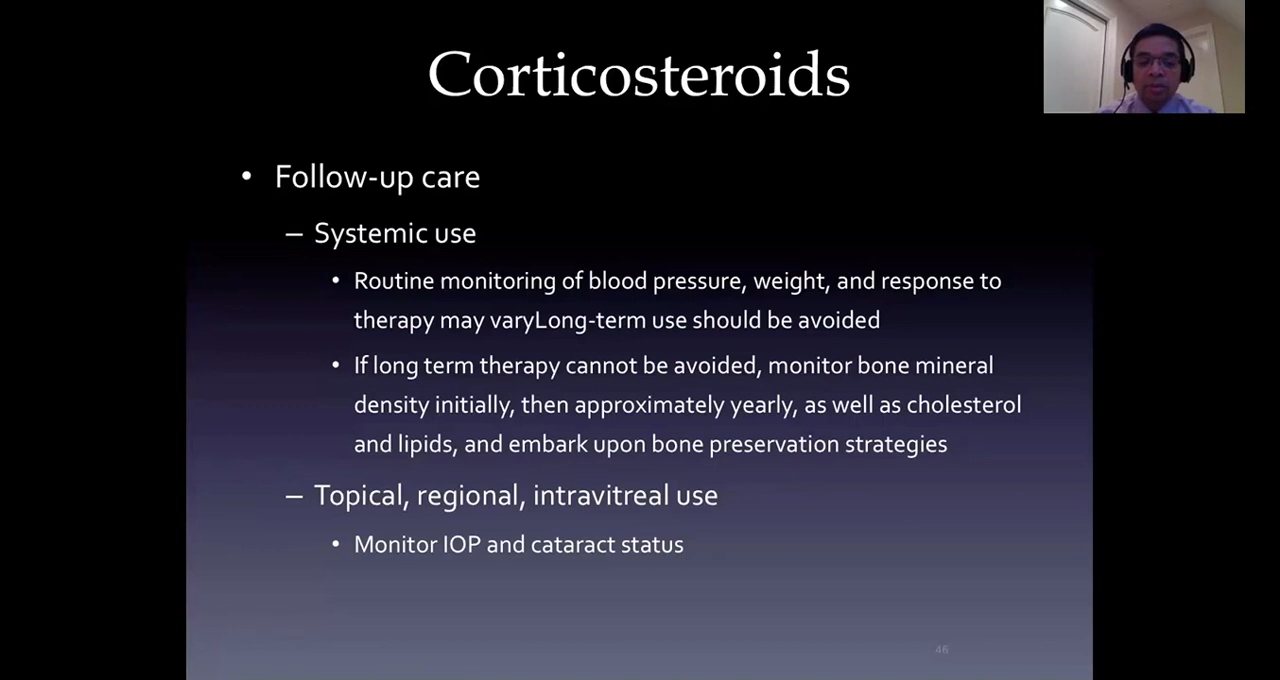 Corticosteroids
• Follow-up care
– Systemic use
• Routine monitoring of blood pressure, weight, and response to
therapy may varyLong-term use should be avoided
• If long term therapy cannot be avoided, monitor bone mineral
density initially, then approximately yearly, as well as cholesterol
and lipids, and embark upon bone preservation strategies
– Topical, regional, intravitreal use
• Monitor IOP and cataract status
46